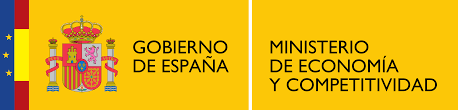 GOBIERNO
DE ESPAÑA
MINISTERIO
DE ECONOMÍA
Y COMPETITIVIDAD